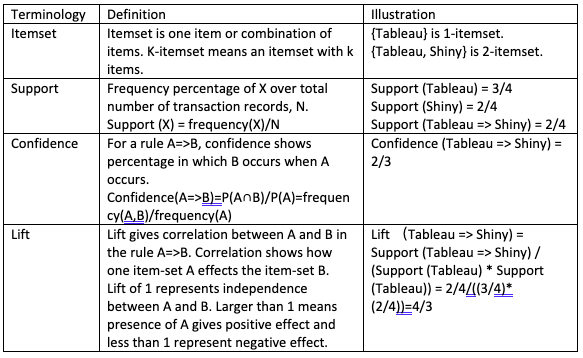 Terminology Definition Illustration
Itemset
Itemset is one item or combination of
items. K-itemset means an itemset with k
items.
{Tableau} is 1-itemset.
{Tableau, Shiny} is 2-itemset.
Support
Frequency percentage of X over total
number of transaction records, N.
Support (X) = frequency(X)/N
Support (Tableau) = 3/4
Support (Shiny) = 2/4
Support (Tableau => Shiny) = 2/4
Confidence
For a rule A=>B, confidence shows
percentage in which B occurs when A
occurs.
Confidence(A=>B)=P(A∩B)/P(A)=frequen
cy(A,B)/frequency(A)
Confidence (Tableau => Shiny) =
2/3
Lift
Lift gives correlation between A and B in
the rule A=>B. Correlation shows how
one item-set A affects the item-set B.
Lift of 1 represents independence
between A and B. Larger than 1 means
presence of A gives positive effect and
less than 1 represent negative effect.
Lift （Tableau => Shiny) =
Support (Tableau => Shiny) /
(Support (Tableau) * Support
(Tableau)) = 2/4/((3/4)*
(2/4))=4/3